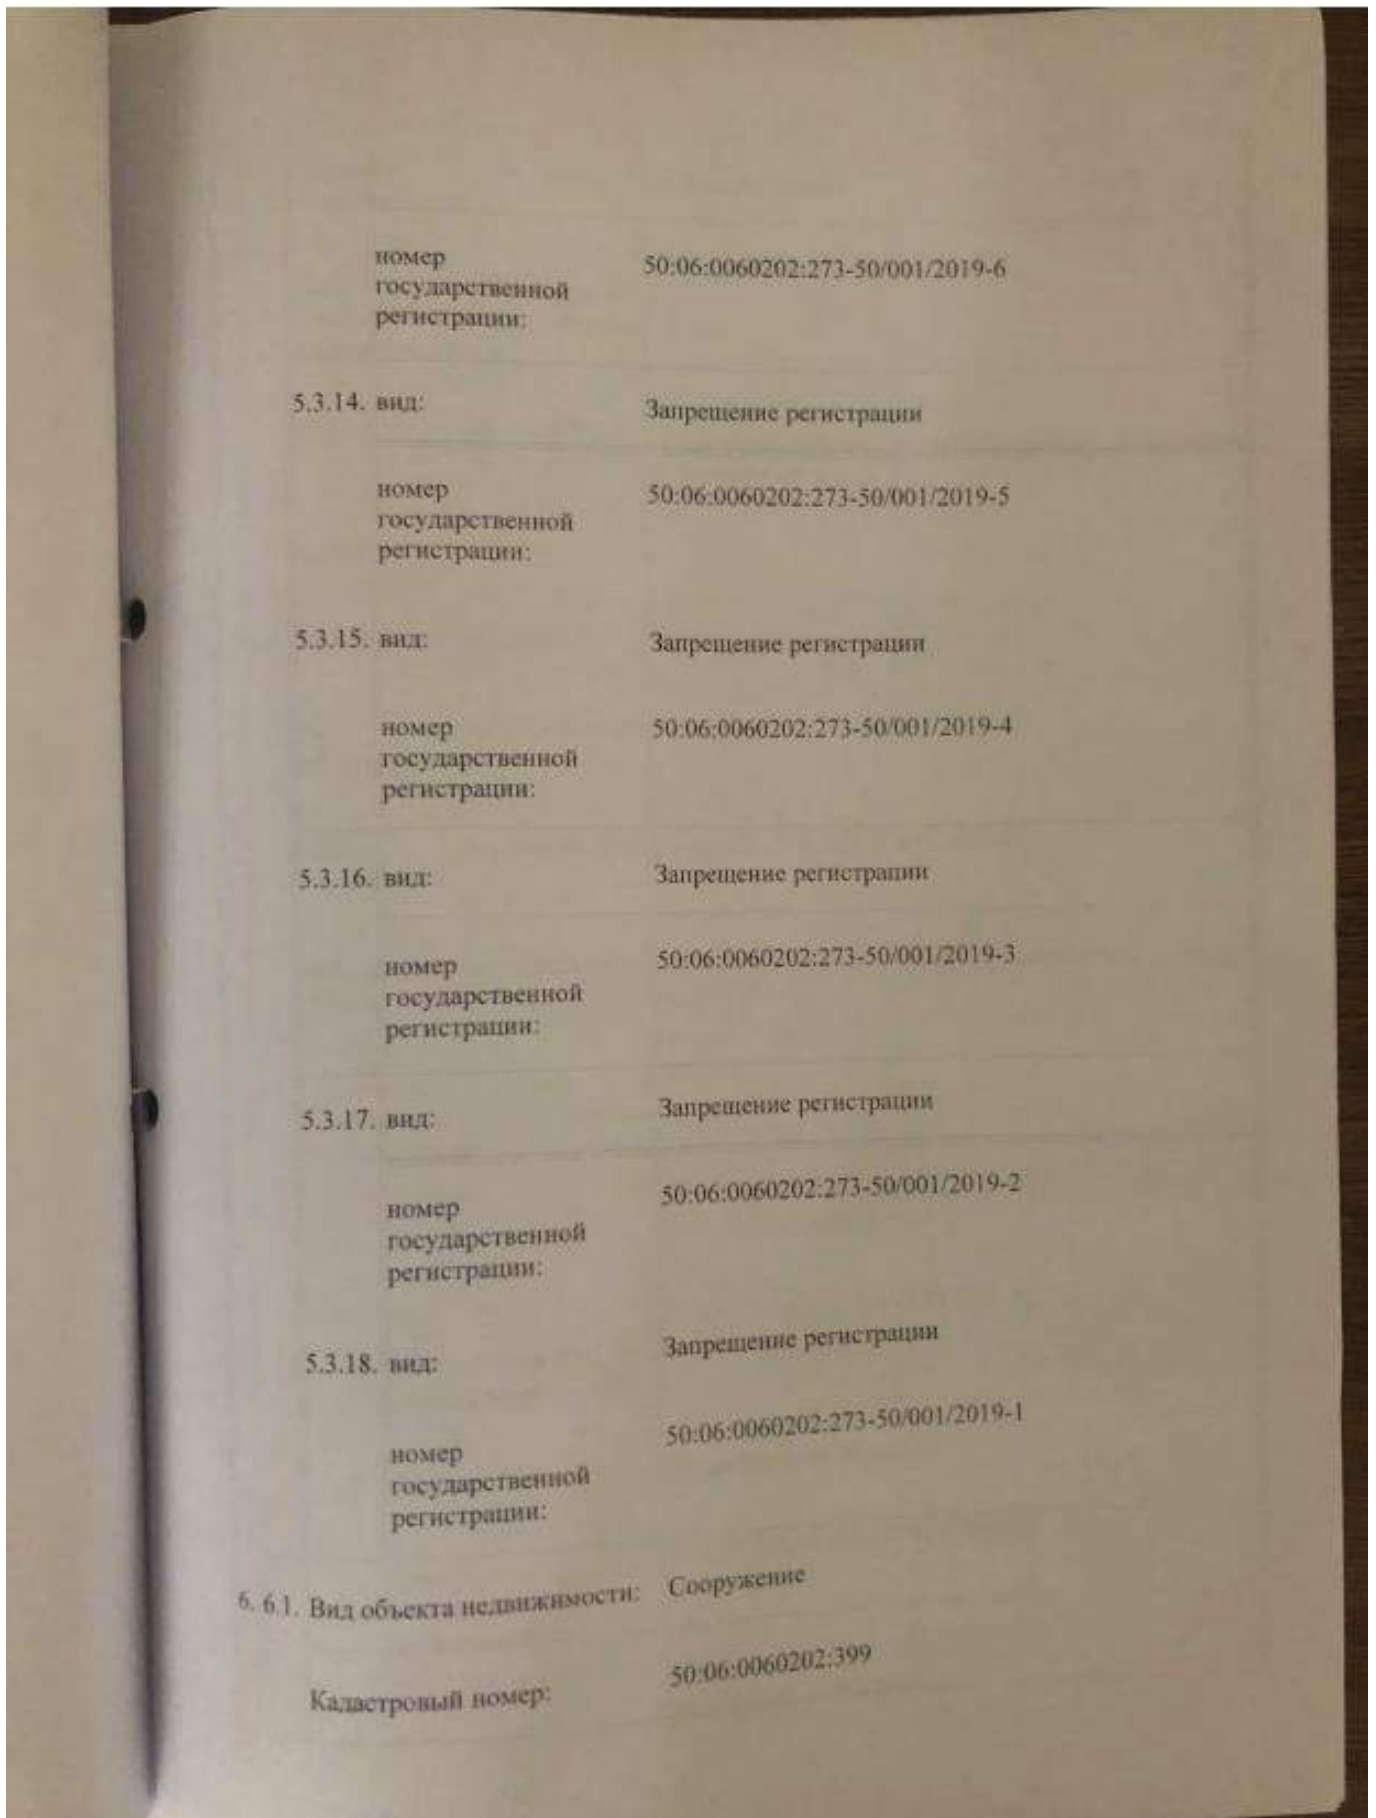 номер 50:06:0060202:273-50/001/2019-6
государственной
регистрации:
5.3.14. вид: Запрещение регистрации
номер 50:06:0060202:273-50/001/2019-5
государственной
регистрации:
5.3.15. вид: Запрещение регистрации
номер 50:06:0060202:273-50/001/2019-4
государственной
регистрации:
5.3.16. вид: Запрещение регистрации
номер 50:06:0060202:273-50/001/2019-3
государственной
регистрации:
5.3.17. вид: Запрещение регистрации
номер 50:06:0060202:273-50/001/2019-2
государственной
регистрации:
5.3.18. вид: Запрещение регистрации
номер 50:06:0060202:273-50/001/2019-1
государственной
регистрации:
6. 6.1. Вид объекта недвижимости: Сооружение
Кадастровый номер: 50:06:0060202:399